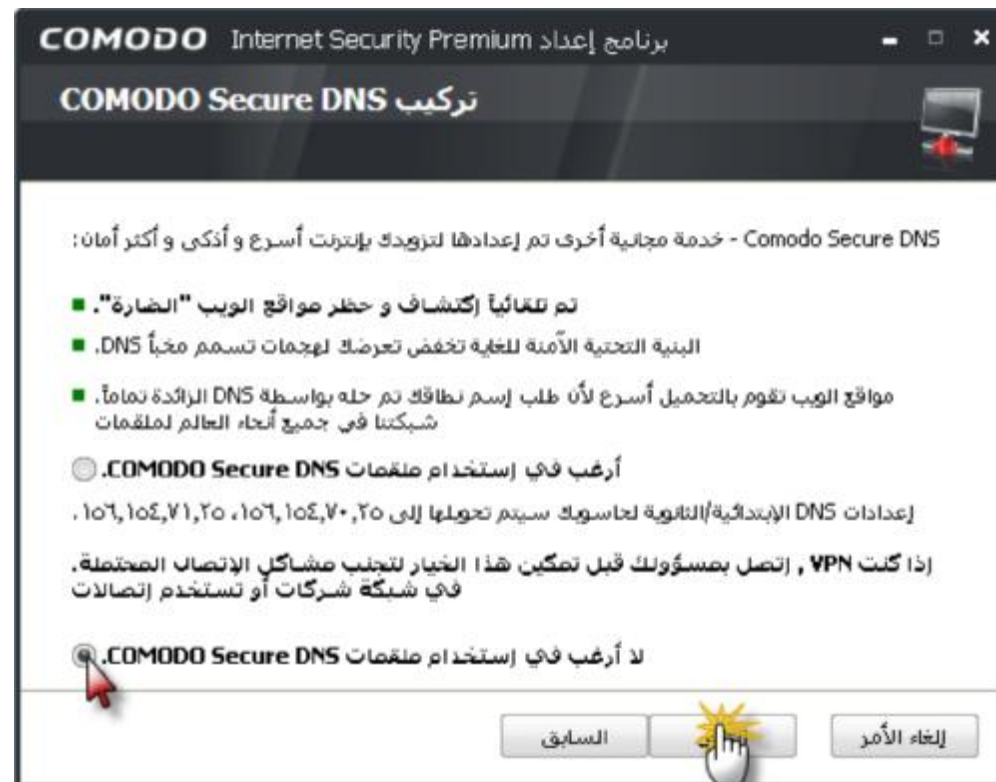 COMODO Internet Security Premium برنامج إعداد
تركيب COMODO Secure DNS
Comodo Secure DNS - خدمة مجانية أخرى تم إعدادها لتزويدك بإنترنت أسرع و أذكى و أكثر أمان:
تم تلقائياً إكتشاف و حظر مواقع الويب "الضارة".
البنية التحتية الآمنة للغاية تخفض تعرضك لهجمات تسمم مخبأ DNS.
مواقع الويب تقوم بالتحميل أسرع لأن طلب إسم نطاقك تم حله بواسطة DNS الزائدة تماماً.
شبكتنا في جميع أنحاء العالم لملقمات
أرغب في إستخدام ملقمات COMODO Secure DNS.
إعدادات DNS الإبتدائية/الثانوية لحاسوبك سيتم تحويلها إلى ١٥٦,١٥٤,٧٠,٢٥، ١٥٦,١٥٤,٧١,٢٥.
إذا كنت VPN , إتصل بمسؤولك قبل تمكين هذا الخيار لتجنب مشاكل الإتصال المحتملة.
في شبكة شركات أو تستخدم إتصالات
لا أرغب في إستخدام ملقمات COMODO Secure DNS.
السابق
إلغاء الأمر